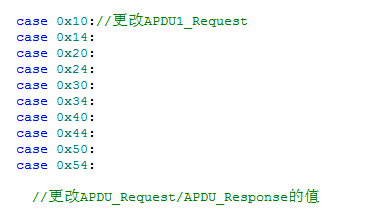 case 0x10://更改APDU1_Request
case 0x14:
case 0x20:
case 0x24:
case 0x30:
case 0x34:
case 0x40:
case 0x44:
case 0x50:
case 0x54:
//更改APDU_Request/APDU_Response的值